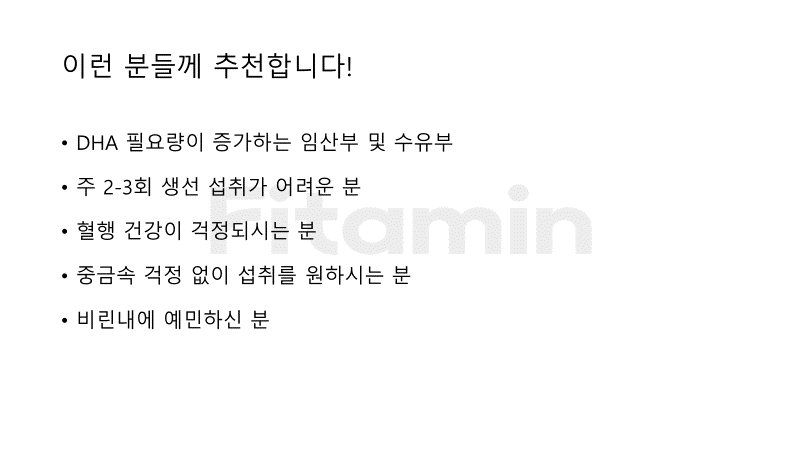 이런 분들께 추천합니다!
• DHA 필요량이 증가하는 임산부 및 수유부
• 주 2-3회 생선 섭취가 어려운 분
• 혈행 건강이 걱정되시는 분
• 중금속 걱정 없이 섭취를 원하시는 분
• 비린내에 예민하신 분
Fitamin